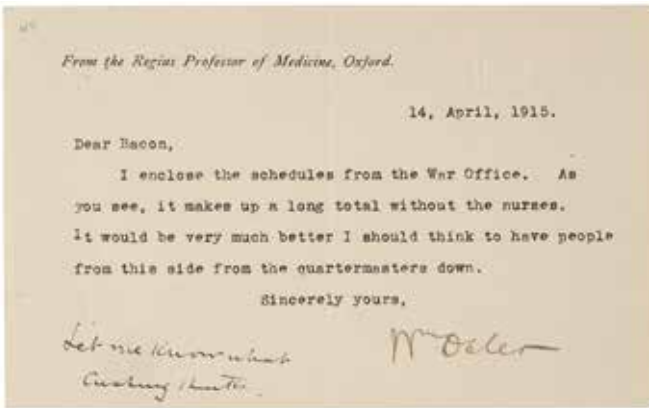 From the Regius Professor of Medicine, Oxford.
14, April, 1915.
Dear Bacon,
I enclose the schedules from the War Office. As
you see, it makes up a long total without the nurses.
It would be very much better I should think to have people
from this side from the quartermasters down.
Sincerely yours,
Wm Osler
Let me know what
Cushing